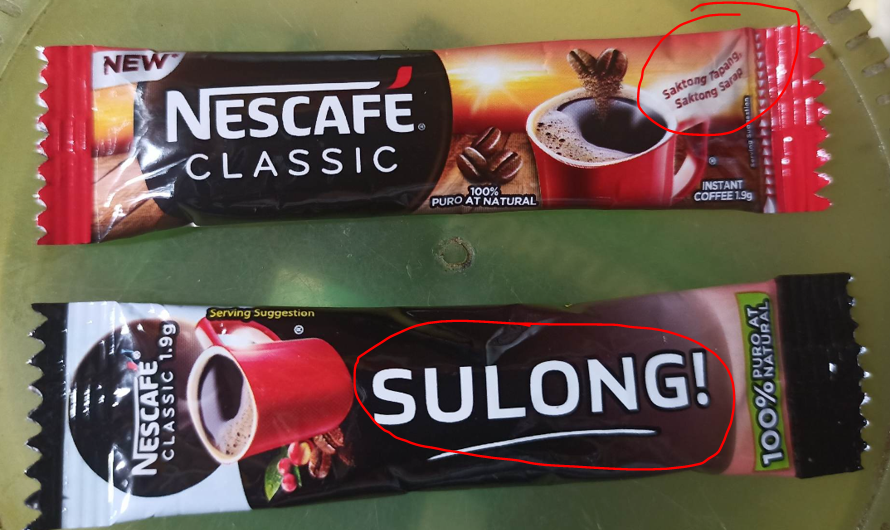 NEW
NESCAFÉ
CLASSIC
Saktong Tapang,
Saktong Sarap
Serving Suggestion
100%
PURO AT NATURAL
INSTANT
COFFEE 1.9g
Serving Suggestion
NESCAFÉ
CLASSIC 1.9g
SULONG!
100% PURO AT
NATURAL